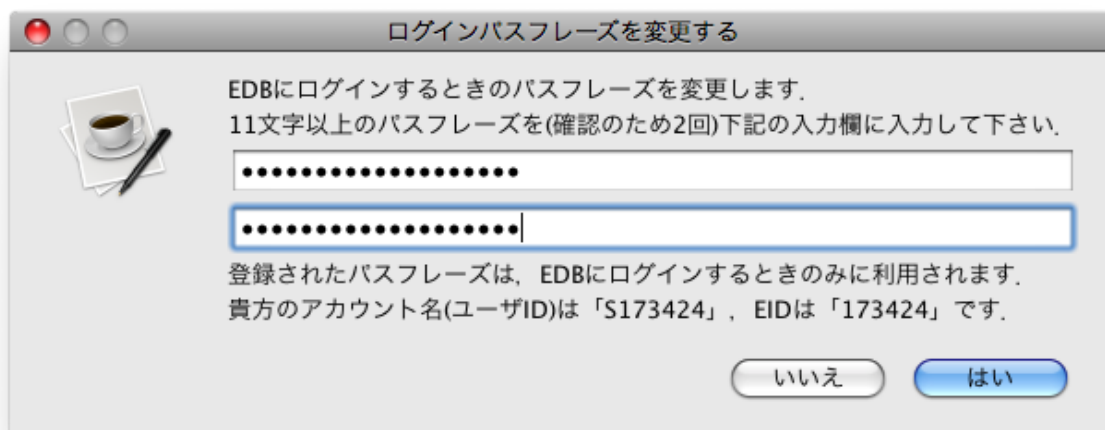 ログインパスフレーズを変更する
EDBにログインするときのパスフレーズを変更します.
11文字以上のパスフレーズを(確認のため2回)下記の入力欄に入力して下さい.
•••••••••••••••••••
•••••••••••••••••••
登録されたパスフレーズは，EDBにログインするときのみに利用されます.
貴方のアカウント名(ユーザID)は「S173424」，EIDは「173424」です.
いいえ
はい